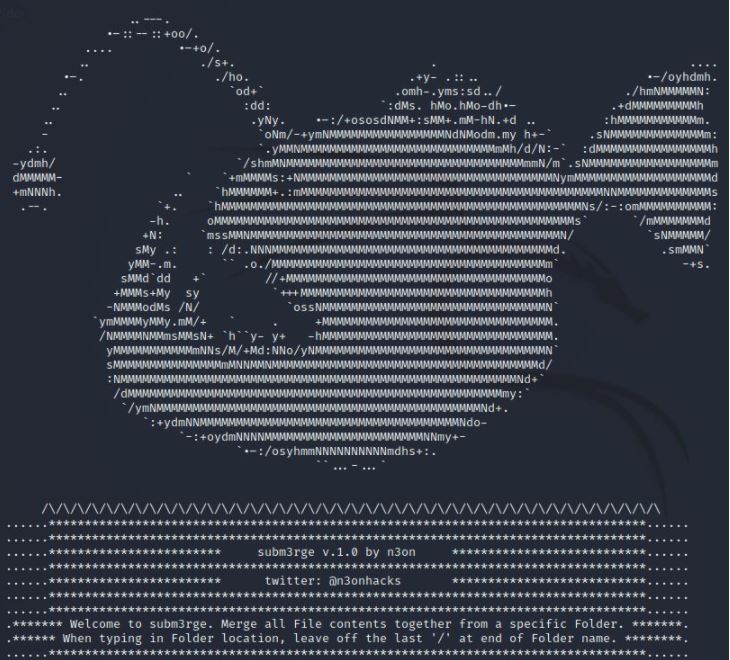 subm3rge v.1.0 by n3on
twitter: @n3onhacks
Welcome to subm3rge. Merge all File contents together from a specific Folder.
When typing in Folder location, leave off the last '/' at end of Folder name.